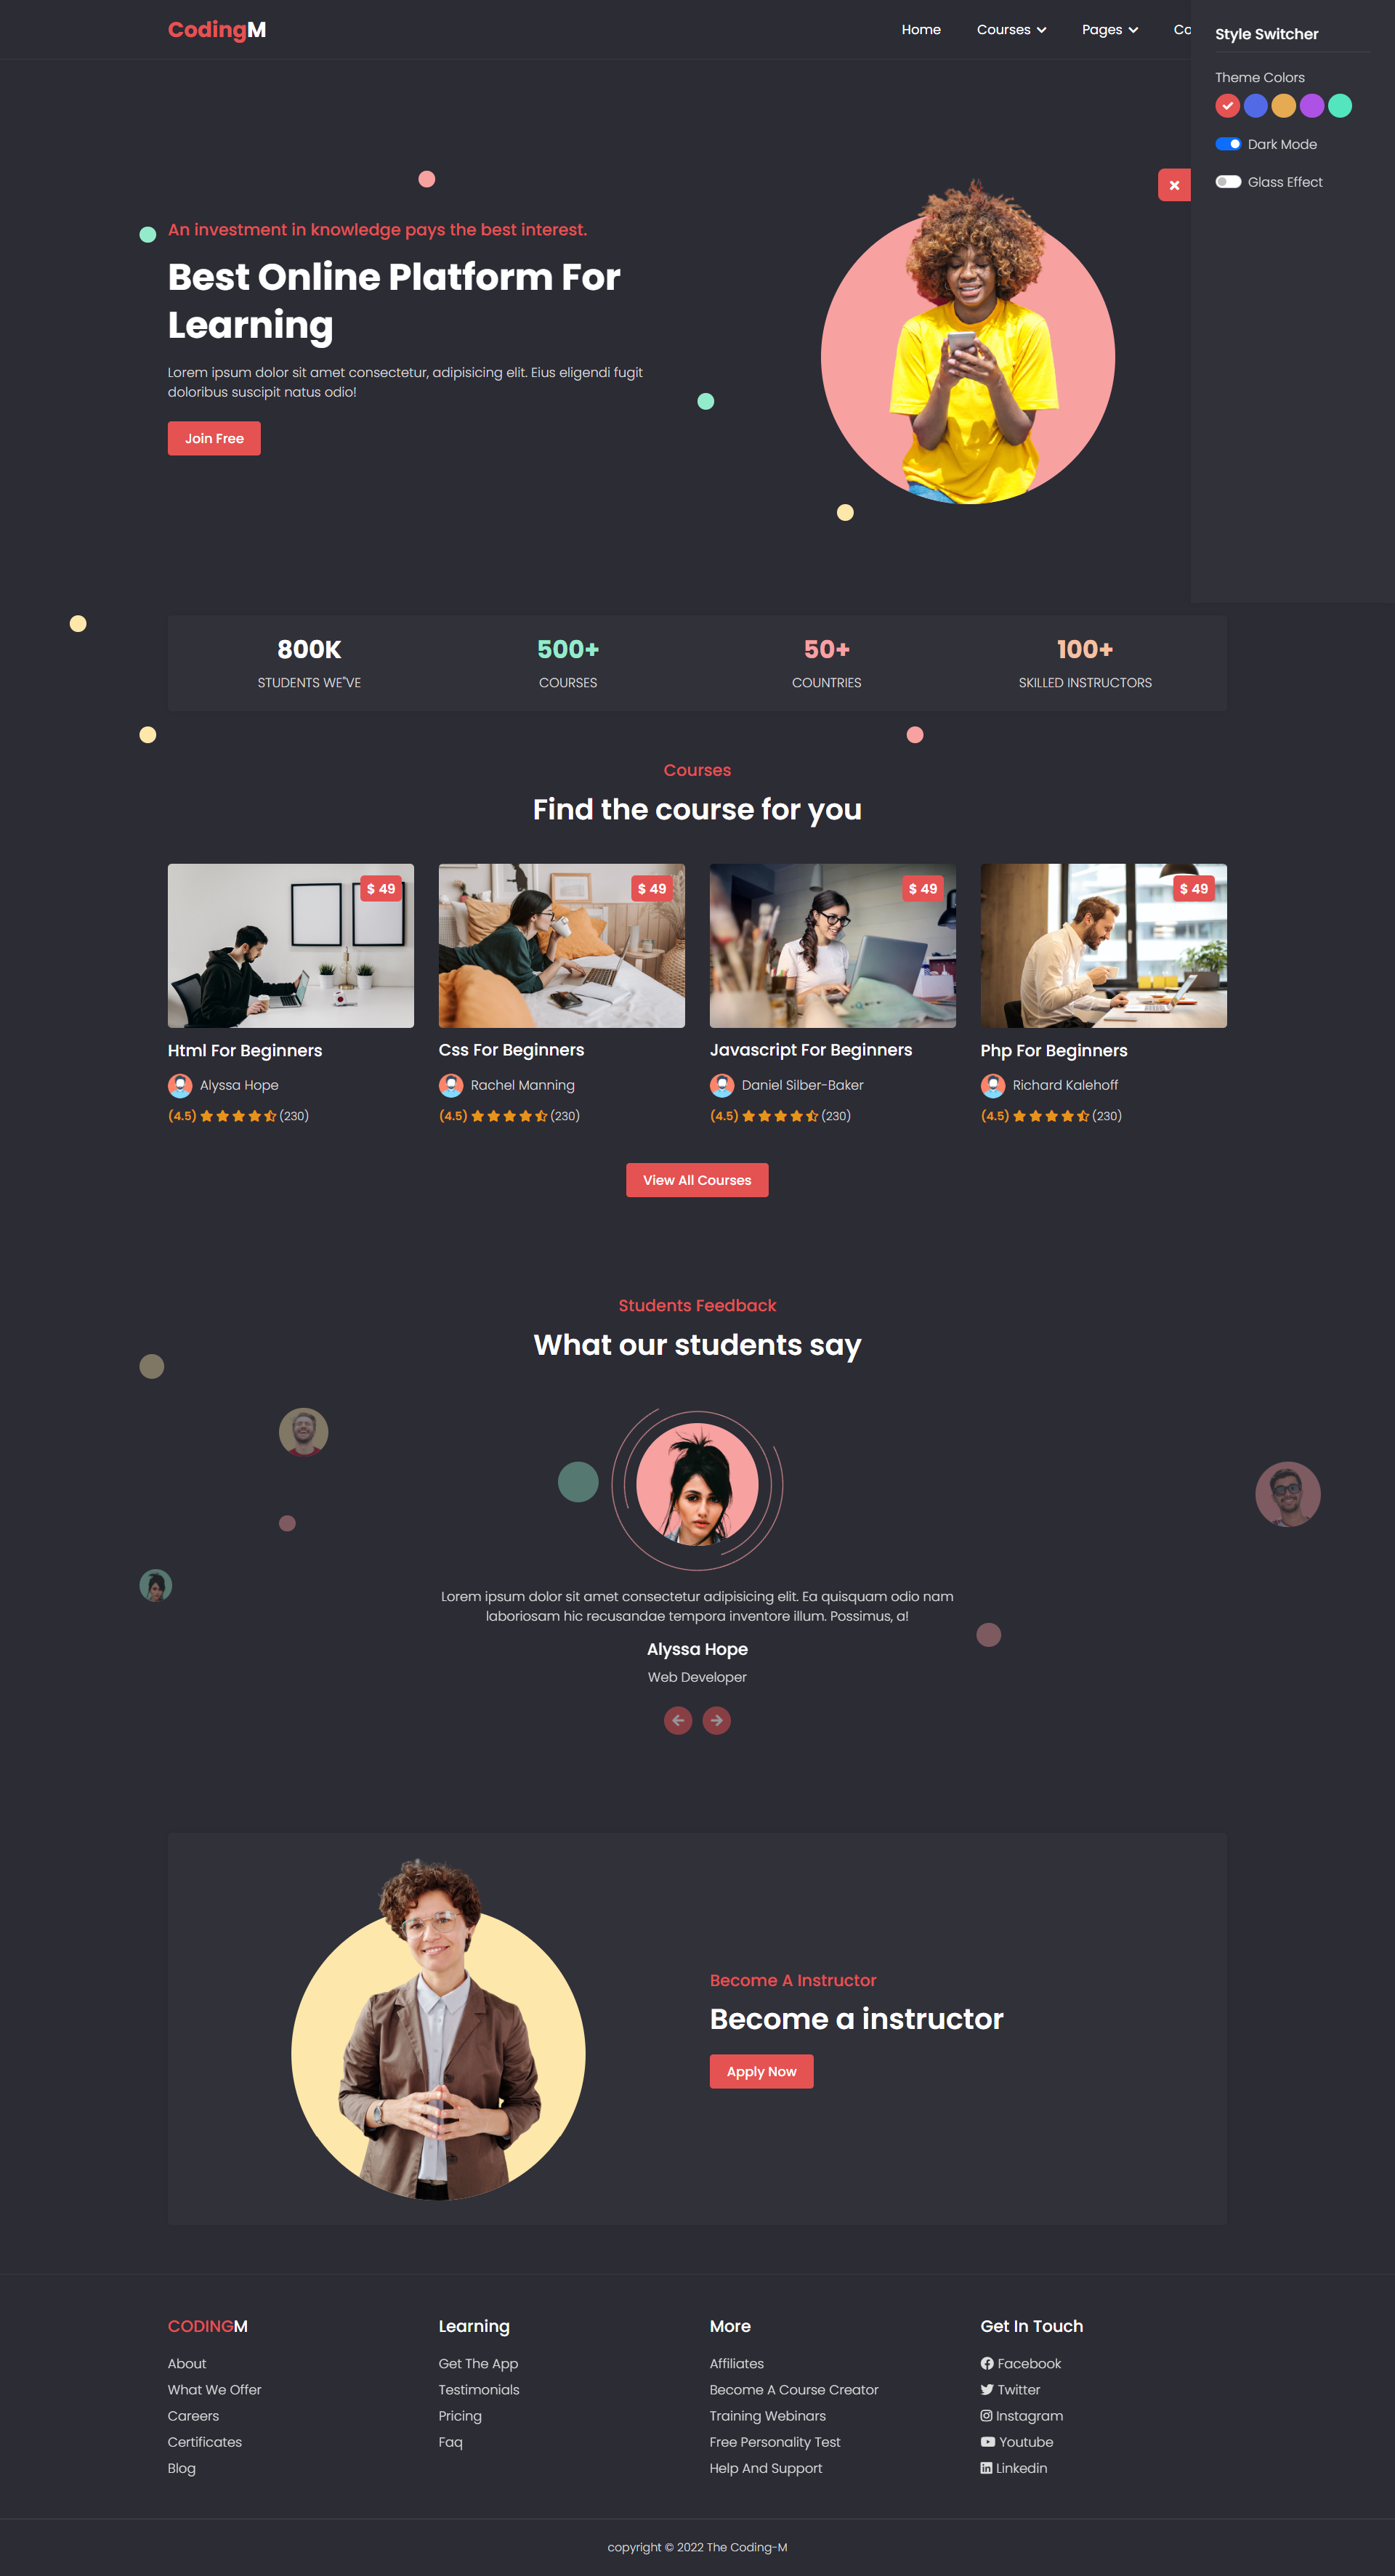 CodingM
Home
Courses
Pages
Co
Style Switcher
Theme Colors
Dark Mode
Glass Effect
An investment in knowledge pays the best interest.
Best Online Platform For
Learning
Lorem ipsum dolor sit amet consectetur, adipisicing elit. Eius eligendi fugit
doloribus suscipit natus odio!
Join Free
800K
STUDENTS WE'VE
500+
COURSES
50+
COUNTRIES
100+
SKILLED INSTRUCTORS
Courses
Find the course for you
$ 49
Html For Beginners
Alyssa Hope
(4.5) (230)
$ 49
Css For Beginners
Rachel Manning
(4.5) (230)
$ 49
Javascript For Beginners
Daniel Silber-Baker
(4.5) (230)
$ 49
Php For Beginners
Richard Kalehoff
(4.5) (230)
View All Courses
Students Feedback
What our students say
Lorem ipsum dolor sit amet consectetur adipisicing elit. Ea quisquam odio nam
laboriosam hic recusandae tempora inventore illum. Possimus, a!
Alyssa Hope
Web Developer
Become A Instructor
Become a instructor
Apply Now
CODINGM
About
What We Offer
Careers
Certificates
Blog
Learning
Get The App
Testimonials
Pricing
Faq
More
Affiliates
Become A Course Creator
Training Webinars
Free Personality Test
Help And Support
Get In Touch
Facebook
Twitter
Instagram
Youtube
Linkedin
copyright © 2022 The Coding-M